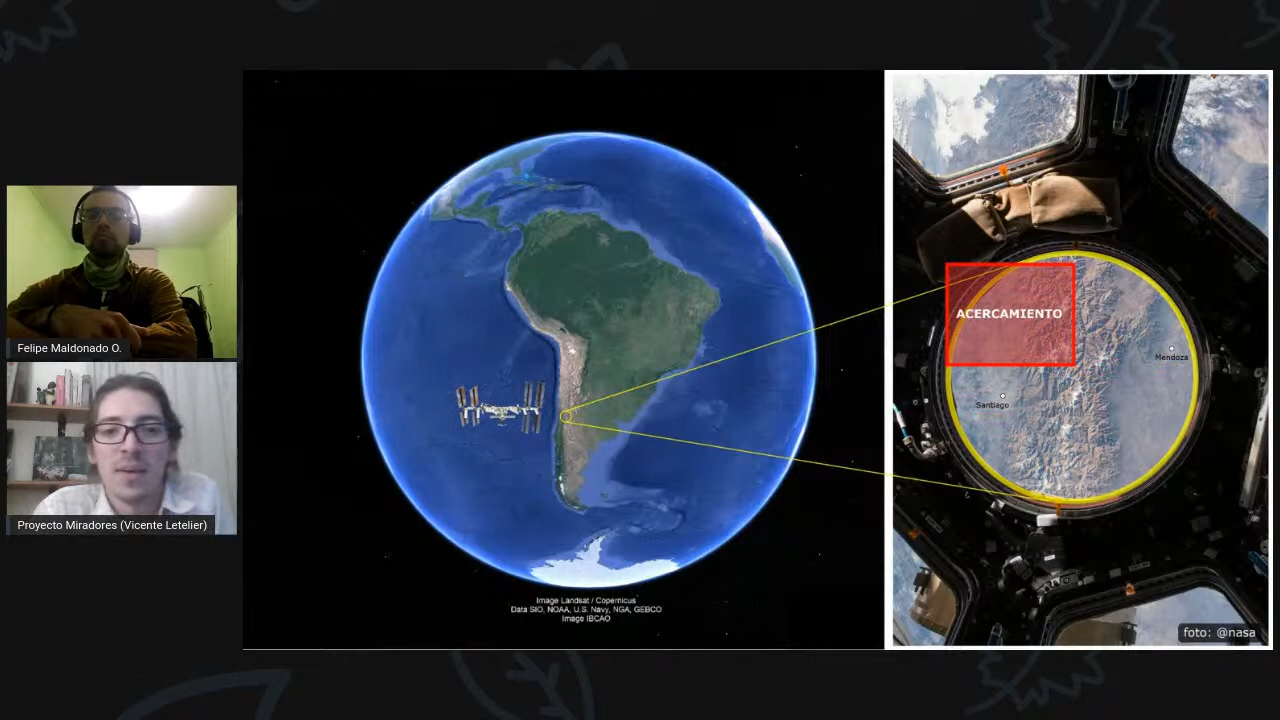 Felipe Maldonado O.
Proyecto Miradores (Vicente Letelier)
Image Landsat / Copernicus
Data SIO, NOAA, U.S. Navy, NGA, GEBCO
Image IBCAO
ACERCAMIENTO
Mendoza
Santiago
foto: @nasa